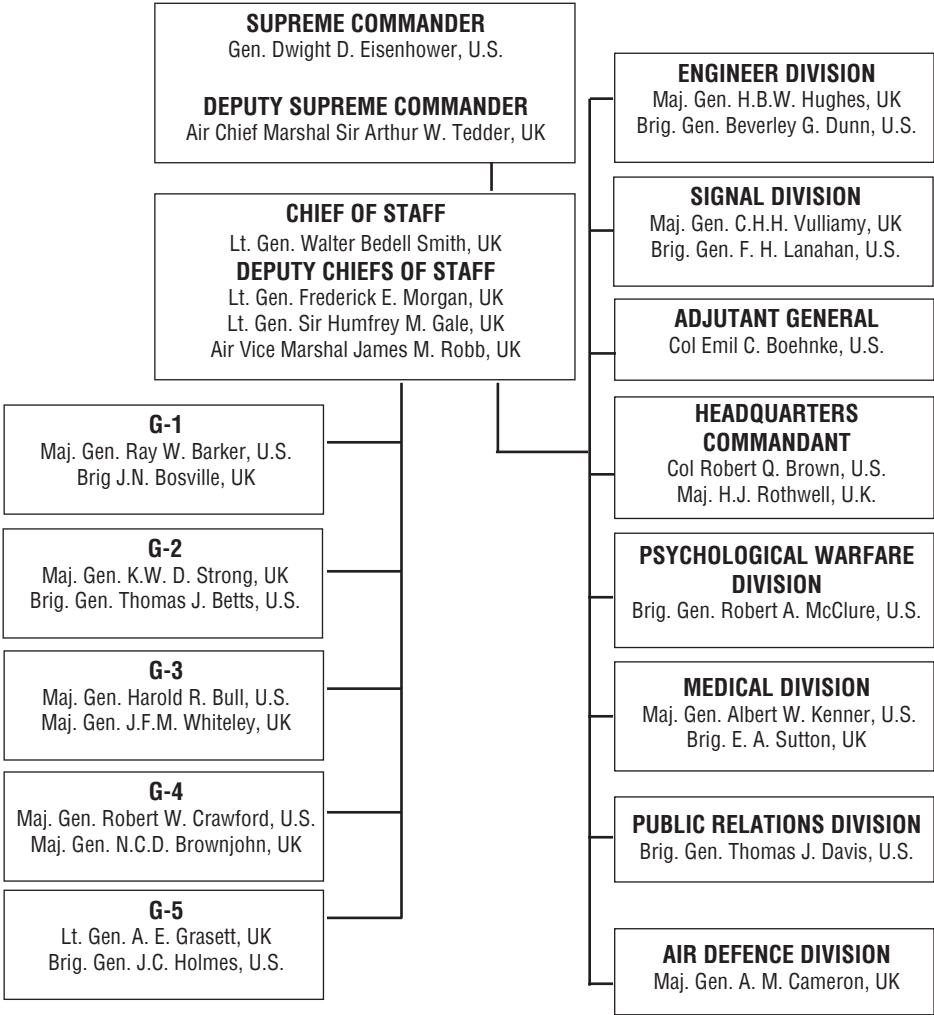 SUPREME COMMANDER
Gen. Dwight D. Eisenhower, U.S.
DEPUTY SUPREME COMMANDER
Air Chief Marshal Sir Arthur W. Tedder, UK
CHIEF OF STAFF
Lt. Gen. Walter Bedell Smith, UK
DEPUTY CHIEFS OF STAFF
Lt. Gen. Frederick E. Morgan, UK
Lt. Gen. Sir Humfrey M. Gale, UK
Air Vice Marshal James M. Robb, UK
G-1
Maj. Gen. Ray W. Barker, U.S.
Brig J.N. Bosville, UK
G-2
Maj. Gen. K.W. D. Strong, UK
Brig. Gen. Thomas J. Betts, U.S.
G-3
Maj. Gen. Harold R. Bull, U.S.
Maj. Gen. J.F.M. Whiteley, UK
G-4
Maj. Gen. Robert W. Crawford, U.S.
Maj. Gen. N.C.D. Brownjohn, UK
G-5
Lt. Gen. A. E. Grasett, UK
Brig. Gen. J.C. Holmes, U.S.
ENGINEER DIVISION
Maj. Gen. H.B.W. Hughes, UK
Brig. Gen. Beverley G. Dunn, U.S.
SIGNAL DIVISION
Maj. Gen. C.H.H. Vulliamy, UK
Brig. Gen. F. H. Lanahan, U.S.
ADJUTANT GENERAL
Col Emil C. Boehnke, U.S.
HEADQUARTERS
COMMANDANT
Col Robert Q. Brown, U.S.
Maj. H.J. Rothwell, U.K.
PSYCHOLOGICAL WARFARE
DIVISION
Brig. Gen. Robert A. McClure, U.S.
MEDICAL DIVISION
Maj. Gen. Albert W. Kenner, U.S.
Brig. E. A. Sutton, UK
PUBLIC RELATIONS DIVISION
Brig. Gen. Thomas J. Davis, U.S.
AIR DEFENCE DIVISION
Maj. Gen. A. M. Cameron, UK